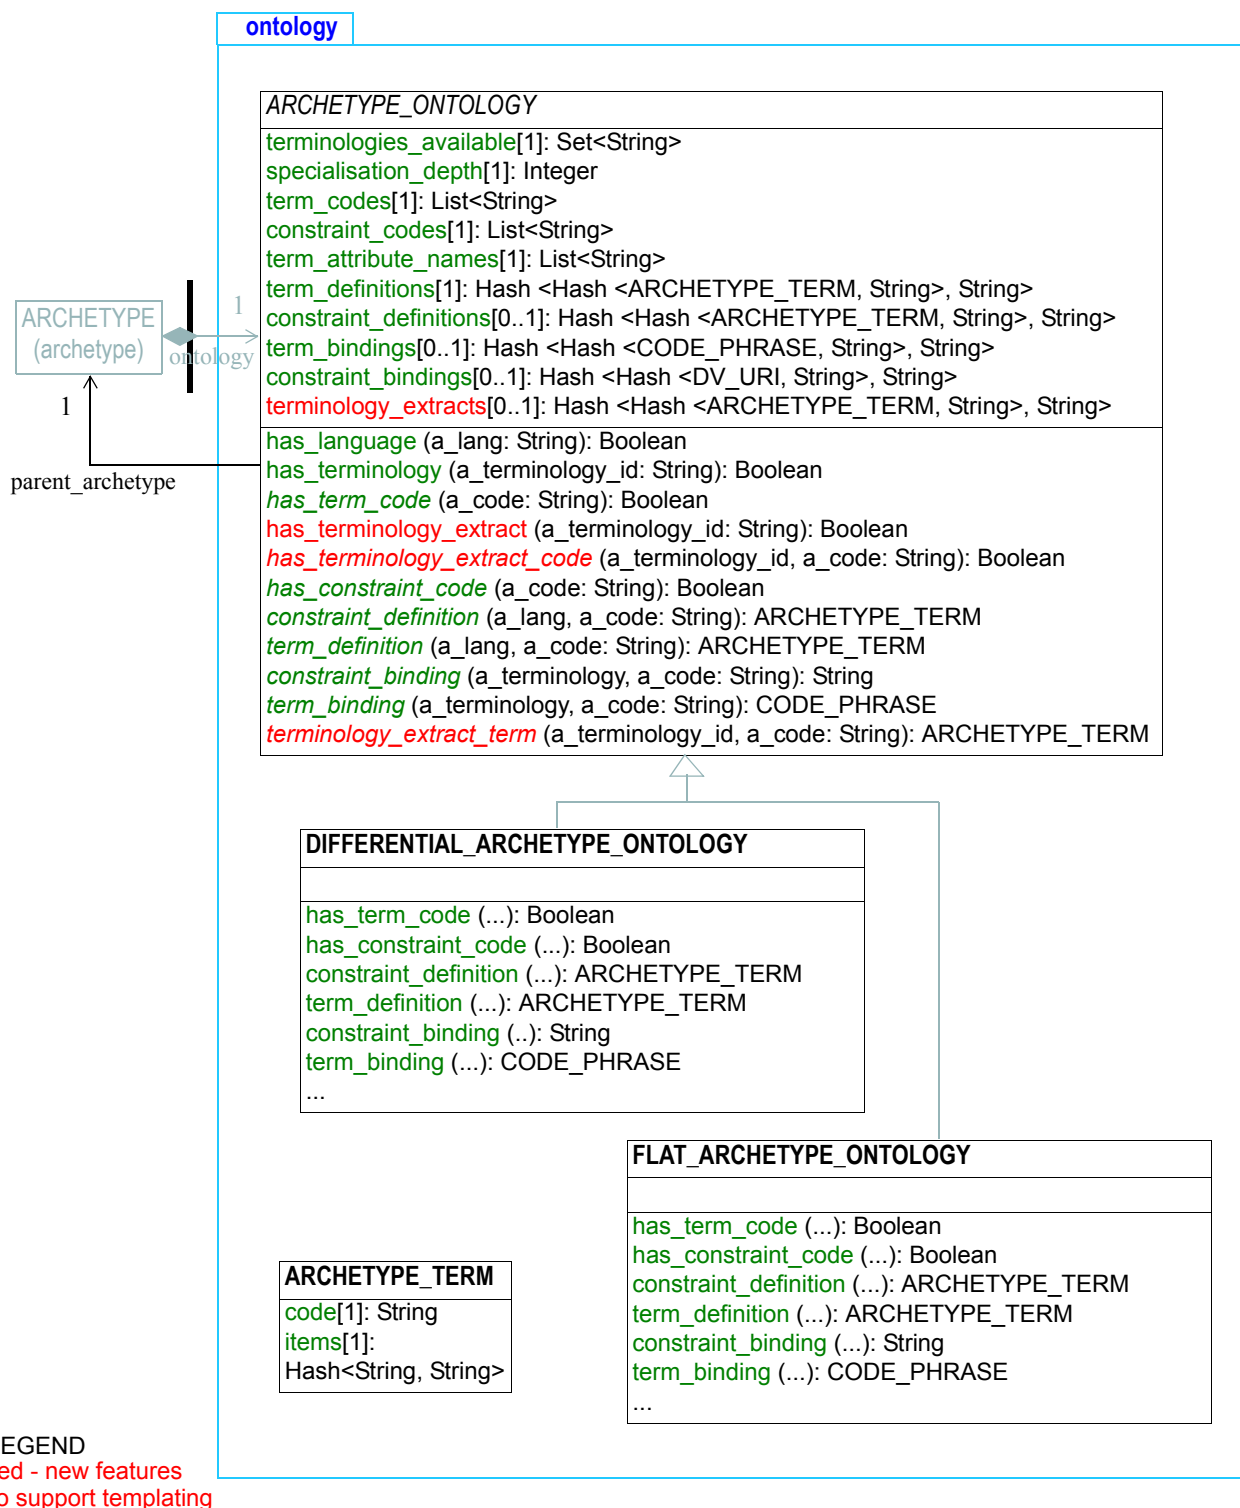 ontology
ARCHETYPE_ONTOLOGY
terminologies_available[1]: Set<String>
specialisation_depth[1]: Integer
term_codes[1]: List<String>
constraint_codes[1]: List<String>
term_attribute_names[1]: List<String>
term_definitions[1]: Hash <Hash <ARCHETYPE_TERM, String>, String>
constraint_definitions[0..1]: Hash <Hash <ARCHETYPE_TERM, String>, String>
term_bindings[0..1]: Hash <Hash <CODE_PHRASE, String>, String>
constraint_bindings[0..1]: Hash <Hash <DV_URI, String>, String>
terminology_extracts[0..1]: Hash <Hash <ARCHETYPE_TERM, String>, String>
has_language (a_lang: String): Boolean
has_terminology (a_terminology_id: String): Boolean
has_term_code (a_code: String): Boolean
has_terminology_extract (a_terminology_id: String): Boolean
has_terminology_extract_code (a_terminology_id, a_code: String): Boolean
has_constraint_code (a_code: String): Boolean
constraint_definition (a_lang, a_code: String): ARCHETYPE_TERM
term_definition (a_lang, a_code: String): ARCHETYPE_TERM
constraint_binding (a_terminology, a_code: String): String
term_binding (a_terminology, a_code: String): CODE_PHRASE
terminology_extract_term (a_terminology_id, a_code: String): ARCHETYPE_TERM
ARCHETYPE
(archetype)
1
ontology
1
parent_archetype
DIFFERENTIAL_ARCHETYPE_ONTOLOGY
has_term_code (...): Boolean
has_constraint_code (...): Boolean
constraint_definition (...): ARCHETYPE_TERM
term_definition (...): ARCHETYPE_TERM
constraint_binding (..): String
term_binding (...): CODE_PHRASE
...
FLAT_ARCHETYPE_ONTOLOGY
has_term_code (...): Boolean
has_constraint_code (...): Boolean
constraint_definition (...): ARCHETYPE_TERM
term_definition (...): ARCHETYPE_TERM
constraint_binding (...): String
term_binding (...): CODE_PHRASE
...
ARCHETYPE_TERM
code[1]: String
items[1]:
Hash<String, String>
EGEND
ed - new features
o support templating